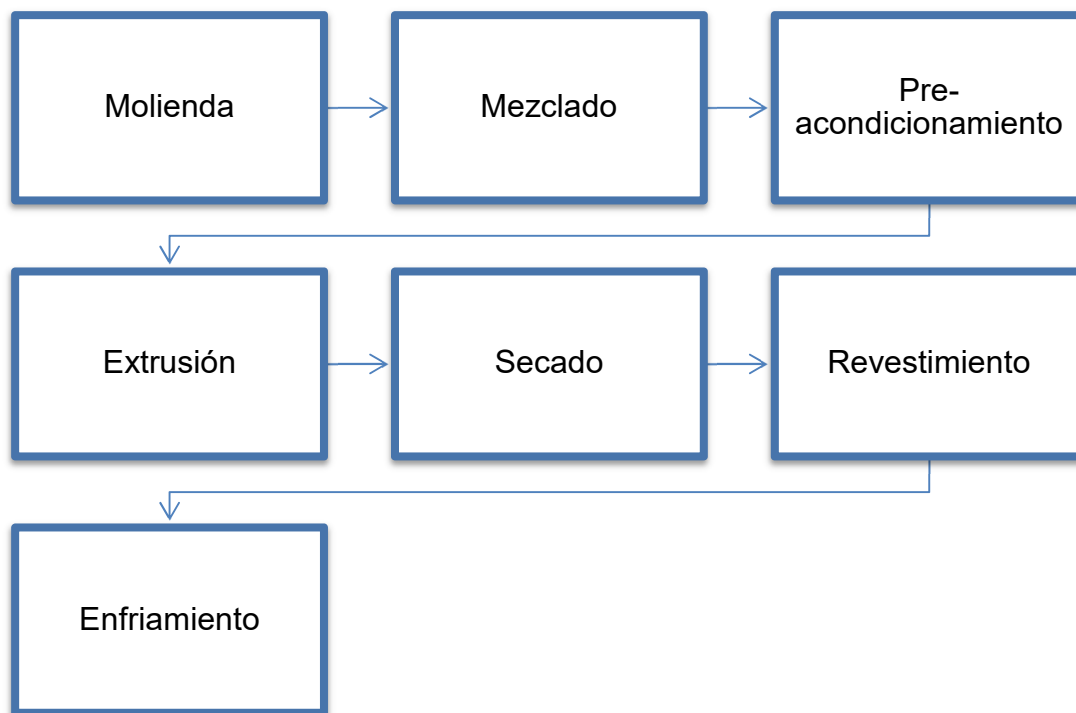 Molienda
Mezclado
Pre-
acondicionamiento
Extrusión
Secado
Revestimiento
Enfriamiento